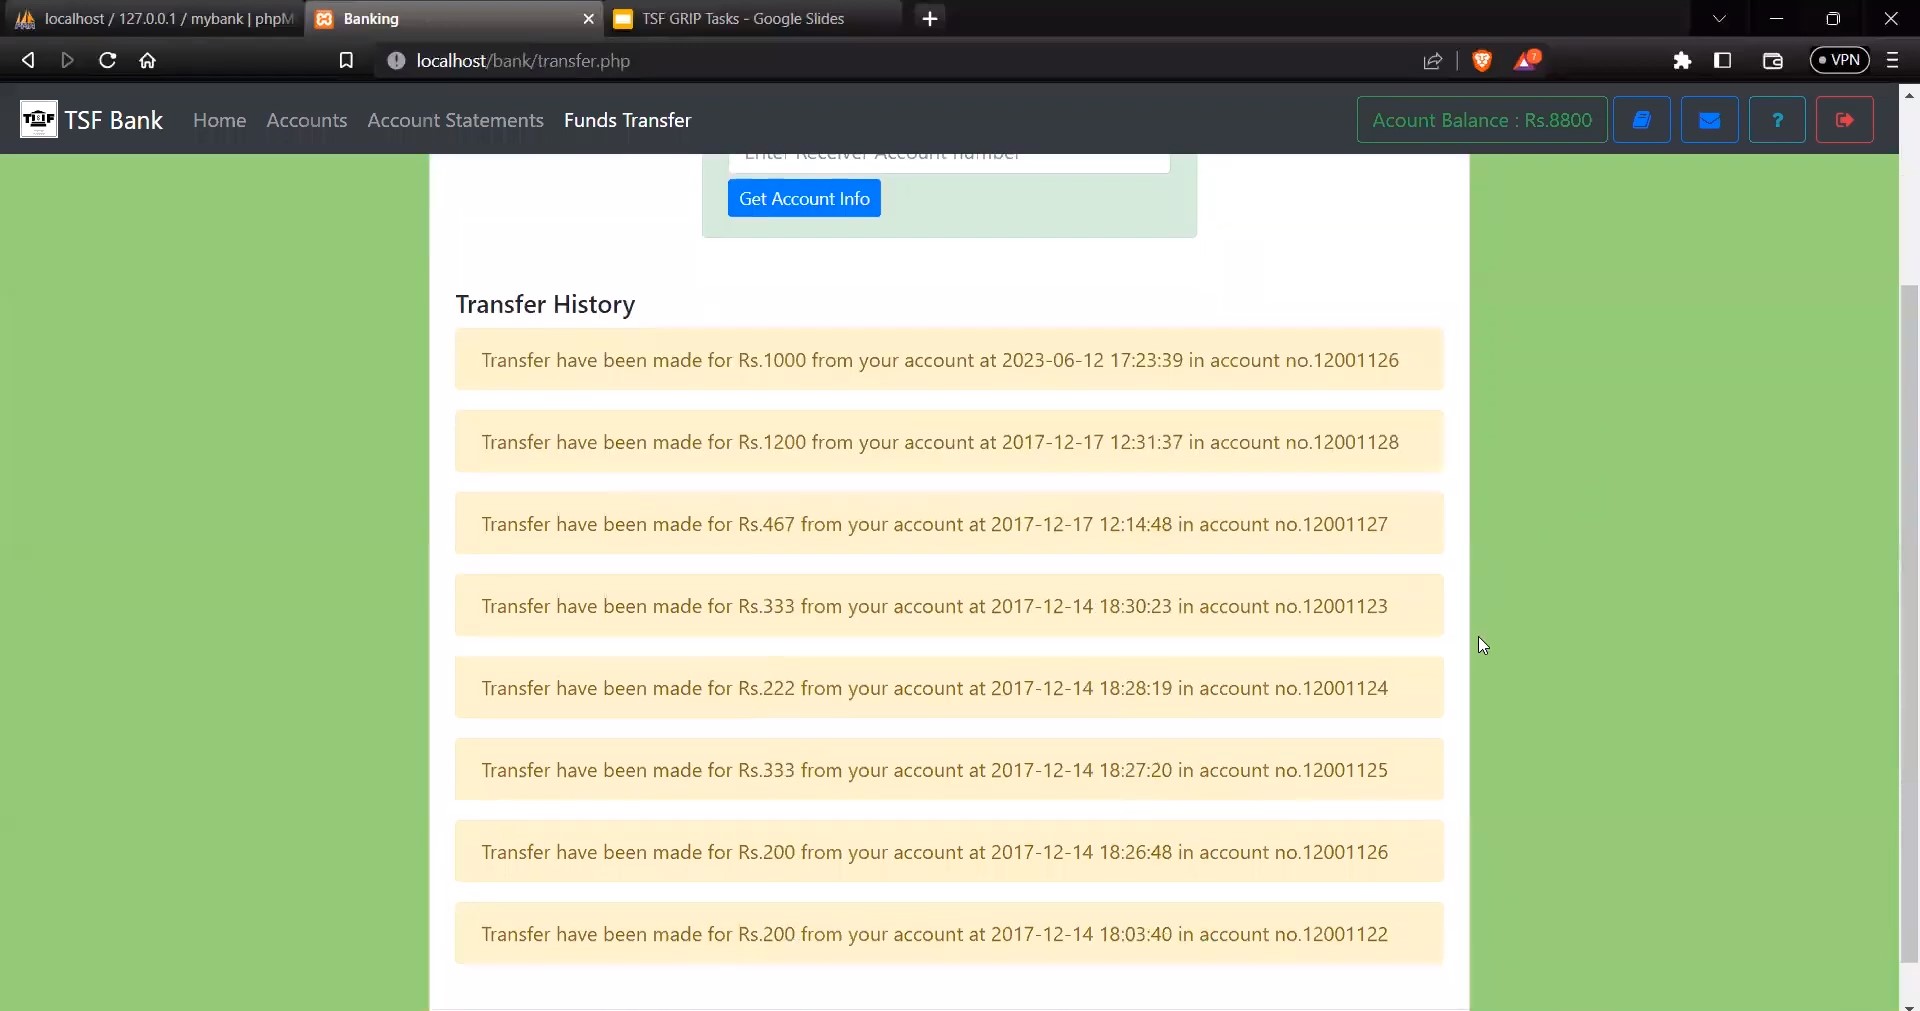 localhost / 127.0.0.1 / mybank | phpM
Banking
TSF GRIP Tasks - Google Slides
localhost/bank/transfer.php
7
VPN
TSF
TSF Bank
Home
Accounts
Account Statements
Funds Transfer
Acount Balance : Rs.8800
?
Enter Receiver Account number
Get Account Info
Transfer History
Transfer have been made for Rs.1000 from your account at 2023-06-12 17:23:39 in account no.12001126
Transfer have been made for Rs.1200 from your account at 2017-12-17 12:31:37 in account no.12001128
Transfer have been made for Rs.467 from your account at 2017-12-17 12:14:48 in account no.12001127
Transfer have been made for Rs.333 from your account at 2017-12-14 18:30:23 in account no.12001123
Transfer have been made for Rs.222 from your account at 2017-12-14 18:28:19 in account no.12001124
Transfer have been made for Rs.333 from your account at 2017-12-14 18:27:20 in account no.12001125
Transfer have been made for Rs.200 from your account at 2017-12-14 18:26:48 in account no.12001126
Transfer have been made for Rs.200 from your account at 2017-12-14 18:03:40 in account no.12001122